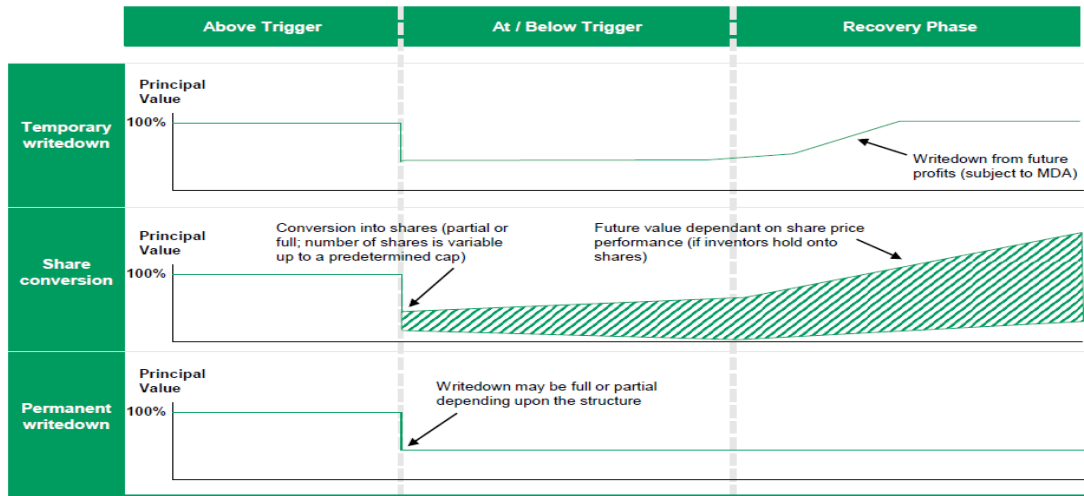 Above Trigger
At / Below Trigger
Recovery Phase
Temporary
writedown
Principal
Value
100%
Writedown from future
profits (subject to MDA)
Share
conversion
Principal
Value
100%
Conversion into shares (partial or
full; number of shares is variable
up to a predetermined cap)
Future value dependant on share price
performance (if inventors hold onto
shares)
Permanent
writedown
Principal
Value
100%
Writedown may be full or partial
depending upon the structure